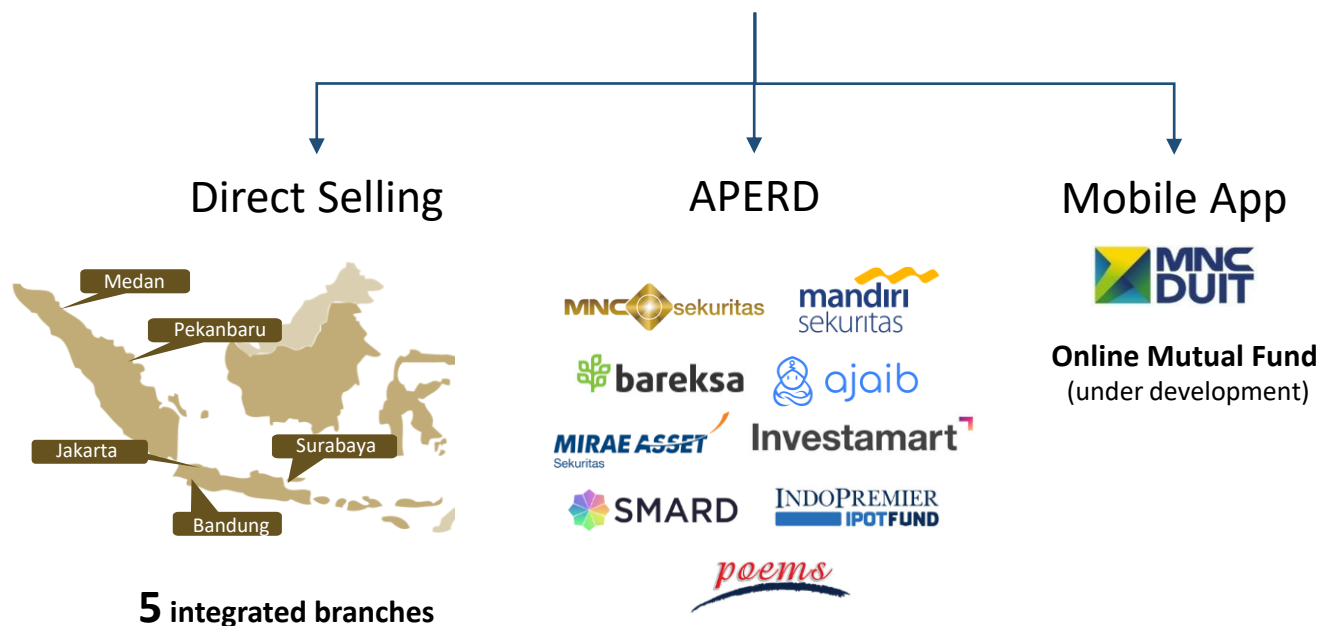 Direct Selling
APERD
Mobile App
Medan
Pekanbaru
Jakarta
Surabaya
Bandung
5 integrated branches
MNC sekuritas
mandiri
sekuritas
bareksa
ajaib
MIRAE ASSET
Sekuritas
Investamart
SMARD
INDOPREMIER
IPOTFUND
poems
MNC
DUIT
Online Mutual Fund
(under development)